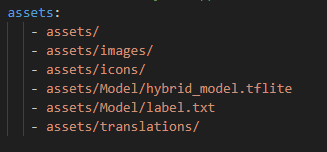 assets:
- assets/
- assets/images/
- assets/icons/
- assets/Model/hybrid_model.tflite
- assets/Model/label.txt
- assets/translations/